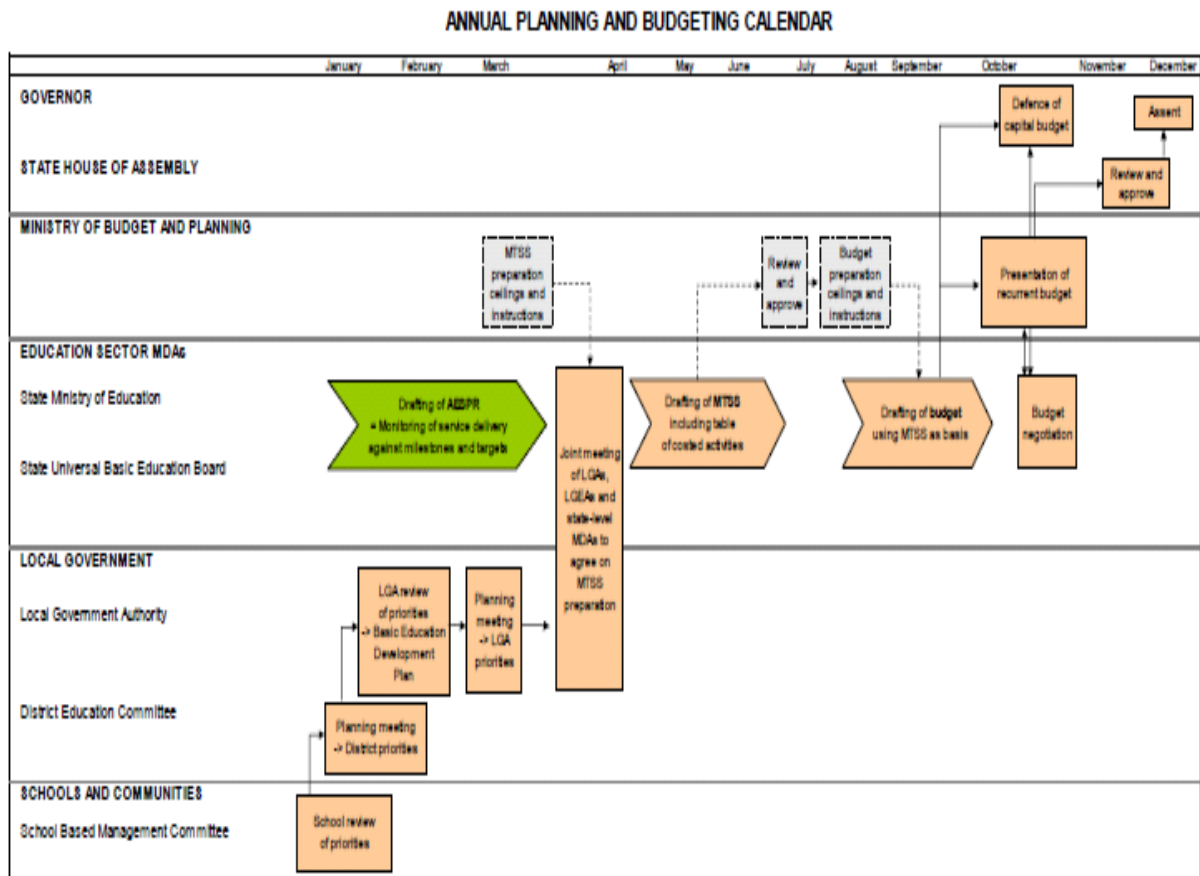 ANNUAL PLANNING AND BUDGETING CALENDAR
January February March April May June July August September October November December
GOVERNOR
Defence of
capital budget
Assent
STATE HOUSE OF ASSEMBLY
Review and
approve
MINISTRY OF BUDGET AND PLANNING
MTSS
preparation
ceilings and
instructions
Review
and
approve
Budget
preparation
ceilings and
instructions
Presentation of
recurrent budget
EDUCATION SECTOR MDAs
State Ministry of Education
State Universal Basic Education Board
Drafting of AESPR
= Monitoring of service delivery
against milestones and targets
Joint meeting
of LGAs,
LGEAs and
state-level
MDAs to
agree on
MTSS
preparation
Drafting of MTSS
including table
of costed activities
Drafting of budget
using MTSS as basis
Budget
negotiation
LOCAL GOVERNMENT
Local Government Authority
LGA review
of priorities
-> Basic Education
Development
Plan
Planning
meeting
-> LGA
priorities
District Education Committee
Planning meeting
-> District priorities
SCHOOLS AND COMMUNITIES
School Based Management Committee
School review
of priorities